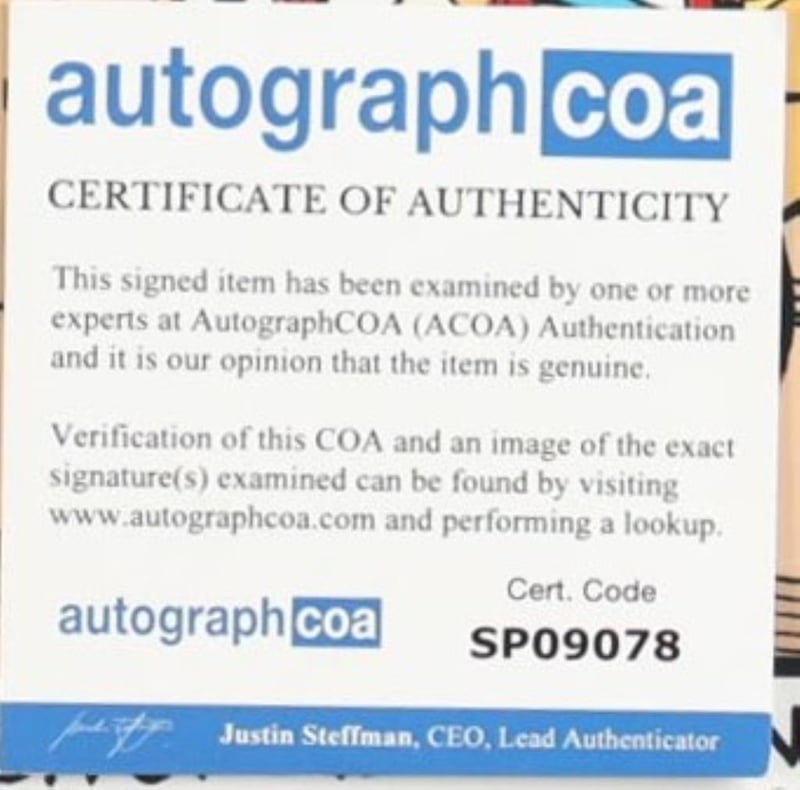 autographcoa
CERTIFICATE OF AUTHENTICITY
This signed item has been examined by one or more
experts at AutographCOA (ACOA) Authentication
and it is our opinion that the item is genuine.
Verification of this COA and an image of the exact
signature(s) examined can be found by visiting
www.autographcoa.com and performing a lookup.
autographcoa
Cert. Code
SP09078
Justin Steffman, CEO, Lead Authenticator